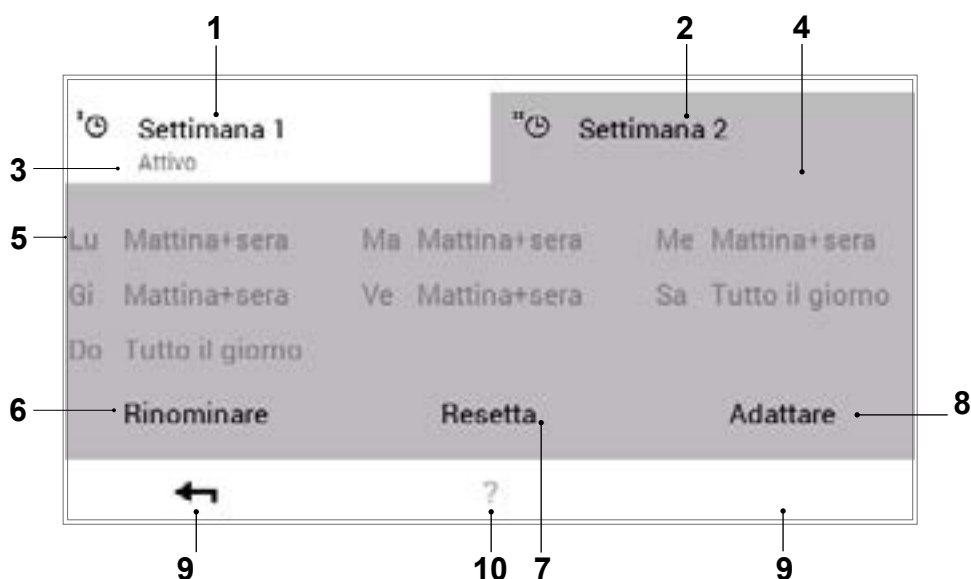 1 2 4
I Settimana 1 II Settimana 2
3 Attivo
5 Lu Mattina+sera Ma Mattina+sera Me Mattina+sera
Gi Mattina+sera Ve Mattina+sera Sa Tutto il giorno
Do Tutto il giorno
6 Rinominare Resetta Adattare 8
?
9 10 7 9